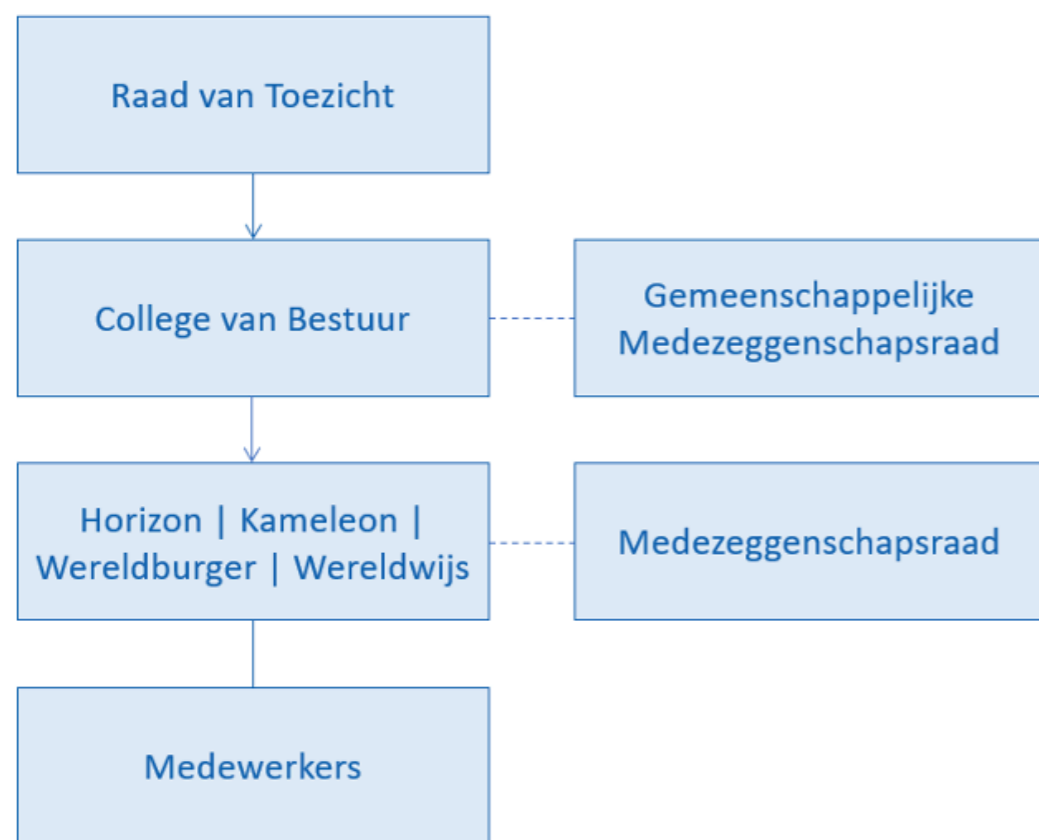 Raad van Toezicht
College van Bestuur
Gemeenschappelijke
Medezeggenschapsraad
Horizon | Kameleon |
Wereldburger | Wereldwijs
Medezeggenschapsraad
Medewerkers